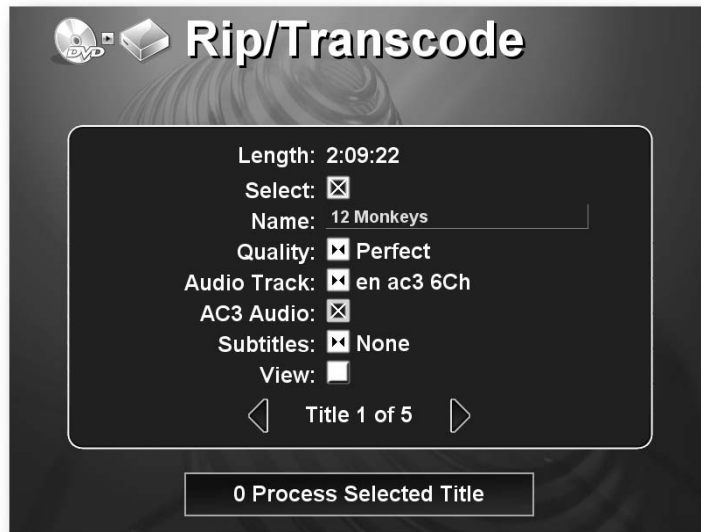 DVD
Rip/Transcode
Length: 2:09:22
Select:
Name: 12 Monkeys
Quality: Perfect
Audio Track: en ac3 6Ch
AC3 Audio:
Subtitles: None
View:
Title 1 of 5
0 Process Selected Title